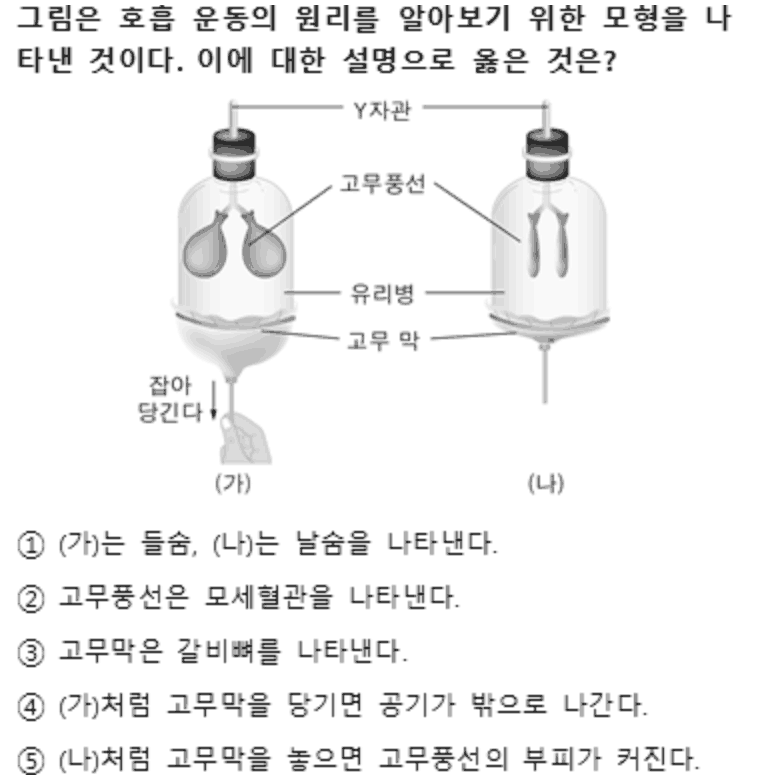 그림은 호흡 운동의 원리를 알아보기 위한 모형을 나
타낸 것이다. 이에 대한 설명으로 옳은 것은?
Y자관
고무풍선
유리병
고무 막
잡아
당긴다
(가)
(나)
① (가)는 들숨, (나)는 날숨을 나타낸다.
② 고무풍선은 모세혈관을 나타낸다.
③ 고무막은 갈비뼈를 나타낸다.
④ (가)처럼 고무막을 당기면 공기가 밖으로 나간다.
⑤ (나)처럼 고무막을 놓으면 고무풍선의 부피가 커진다.